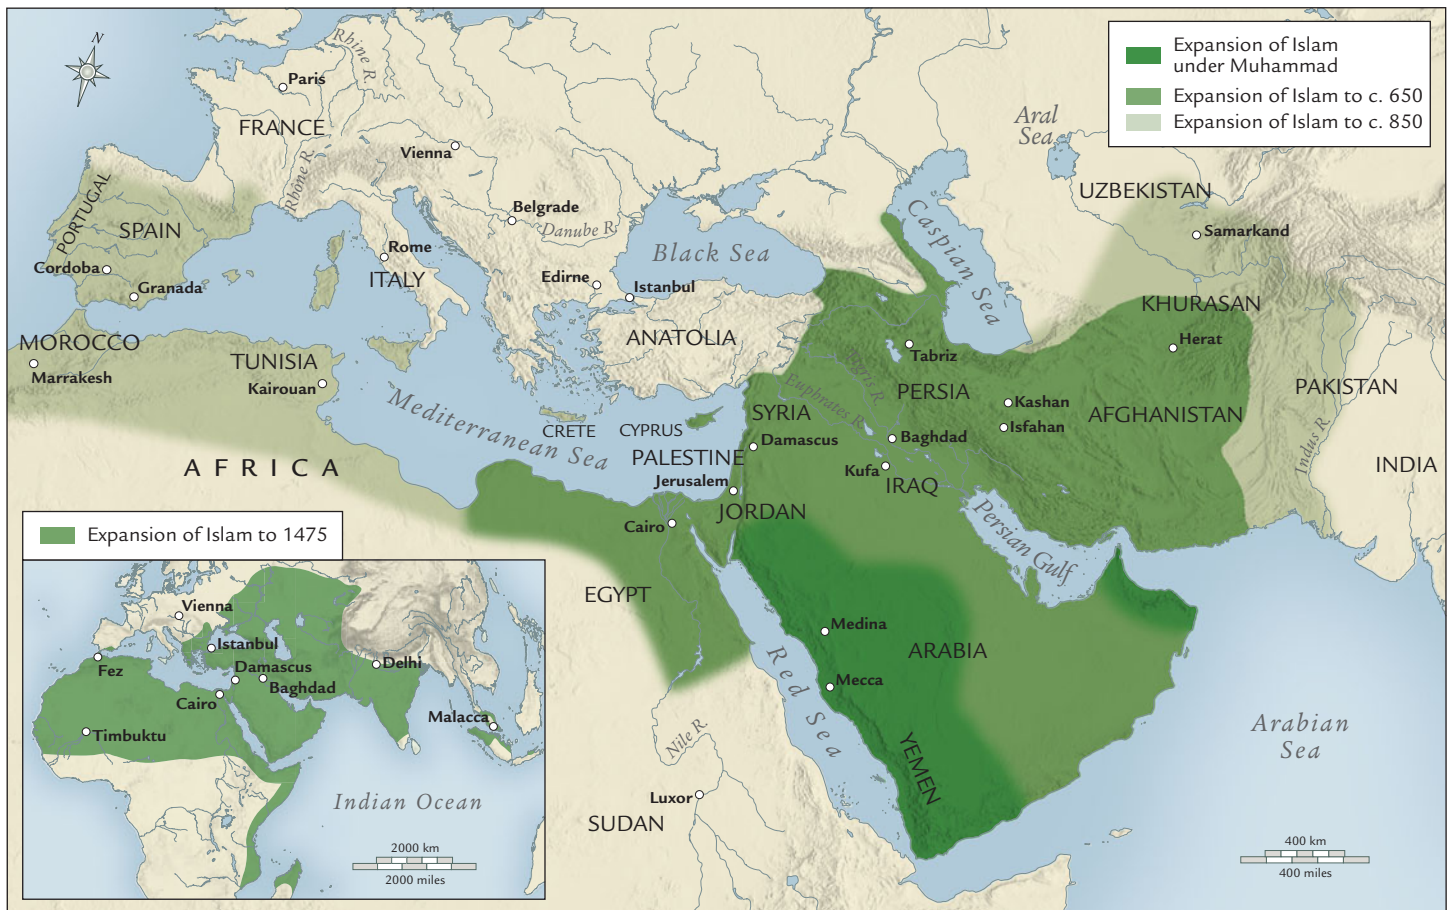 N
Expansion of Islam
under Muhammad
Expansion of Islam to c. 650
Expansion of Islam to c. 850
Rhine R.
Paris
FRANCE
Vienna
Rhône R.
Aral
Sea
UZBEKISTAN
Samarkand
PORTUGAL
SPAIN
Cordoba
Granada
Belgrade
Danube R.
Rome
ITALY
Black Sea
Edirne
Istanbul
Caspian Sea
KHURASAN
Herat
MOROCCO
Marrakesh
TUNISIA
Kairouan
ANATOLIA
Tabriz
Tigris R.
Euphrates R.
PERSIA
Kashan
Isfahan
AFGHANISTAN
PAKISTAN
Indus R.
INDIA
Mediterranean Sea
CRETE
CYPRUS
SYRIA
Damascus
Baghdad
PALESTINE
Jerusalem
Kufa
IRAQ
JORDAN
AFRICA
Cairo
Persian Gulf
EGYPT
Medina
ARABIA
Mecca
Red Sea
YEMEN
Nile R.
Luxor
SUDAN
Arabian
Sea
400 km
400 miles
Expansion of Islam to 1475
Vienna
Istanbul
Fez
Damascus
Baghdad
Cairo
Delhi
Malacca
Timbuktu
Indian Ocean
2000 km
2000 miles